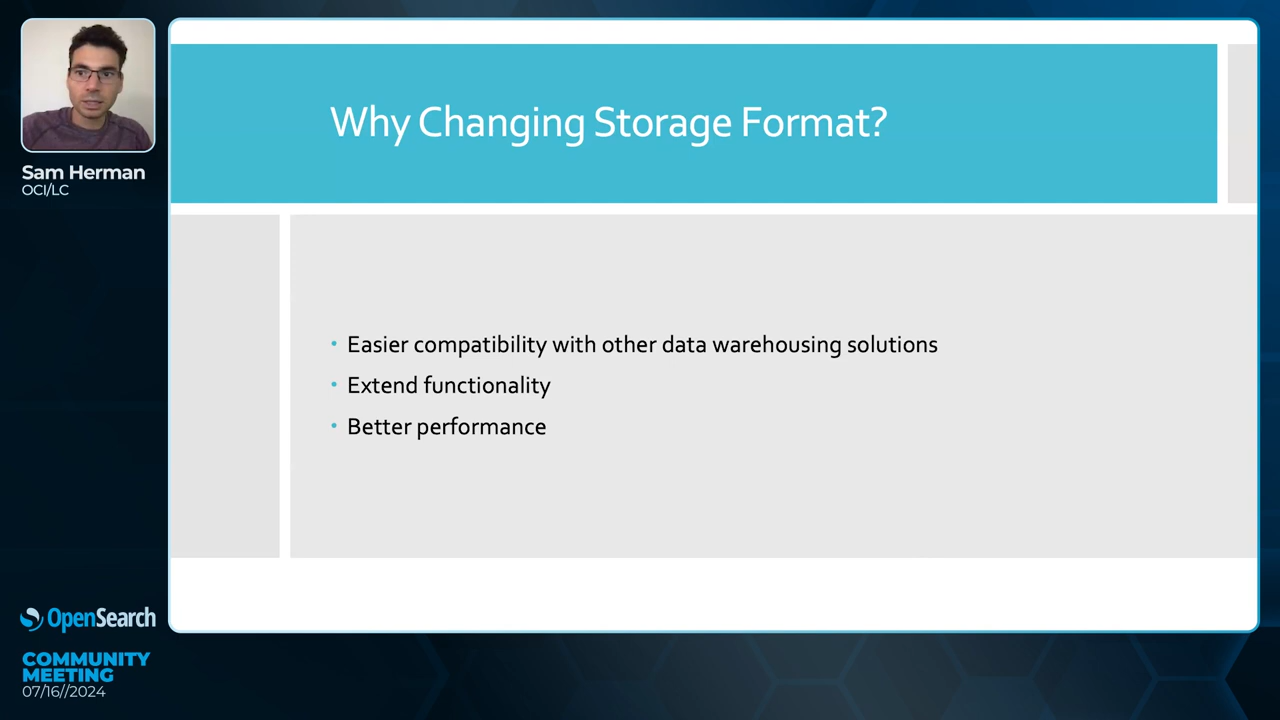 Sam Herman
OCI/LC
Why Changing Storage Format?
• Easier compatibility with other data warehousing solutions
• Extend functionality
• Better performance
OpenSearch
COMMUNITY
MEETING
07/16//2024